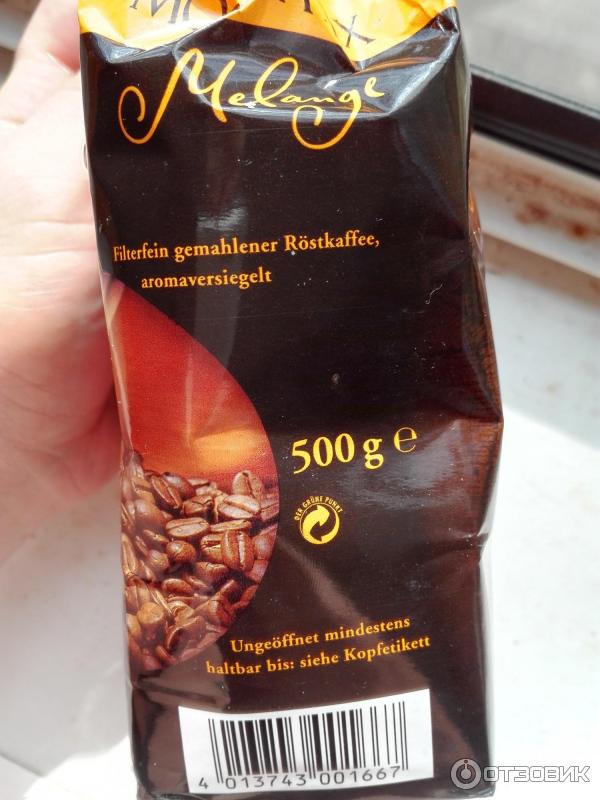 Melange
Filterfein gemahlener Röstkaffee,
aromaversiegelt
500 g e
DER GRÜNE PUNKT
Ungeöffnet mindestens
haltbar bis: siehe Kopfetikett
4 013743 001667
ОТЗОВИК